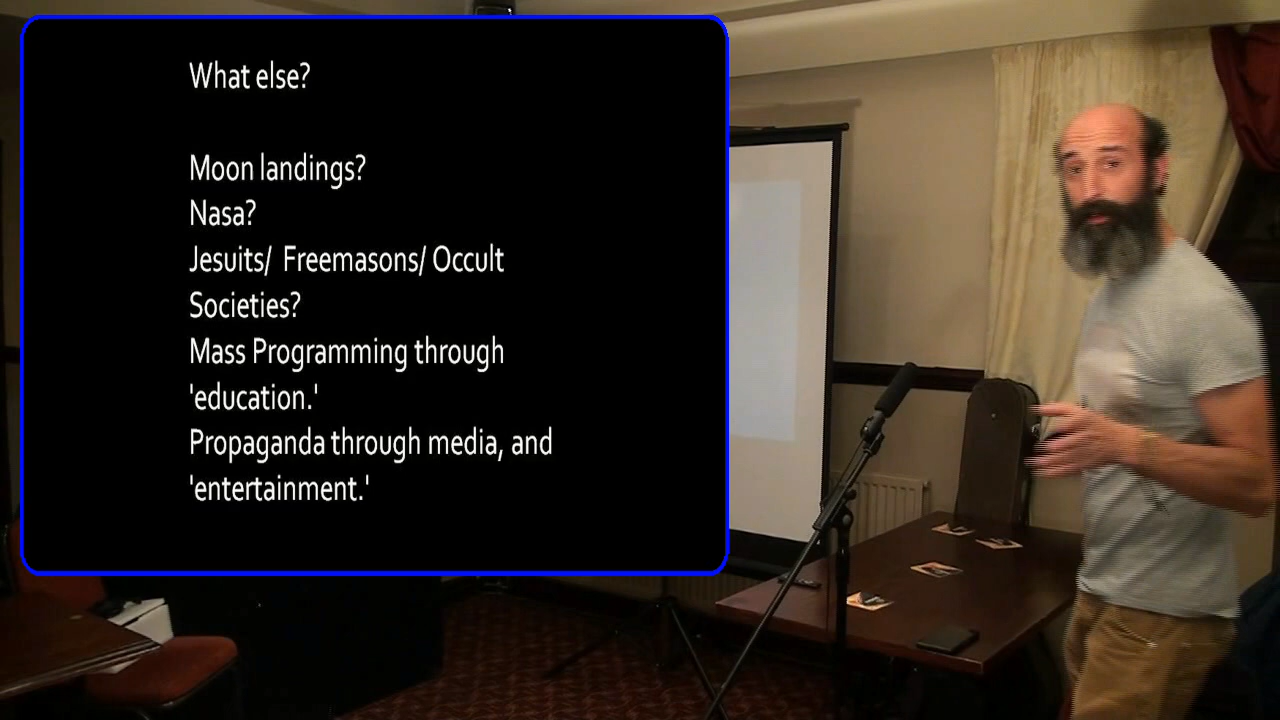 What else?
Moon landings?
Nasa?
Jesuits/ Freemasons/ Occult
Societies?
Mass Programming through
'education.'
Propaganda through media, and
'entertainment.'